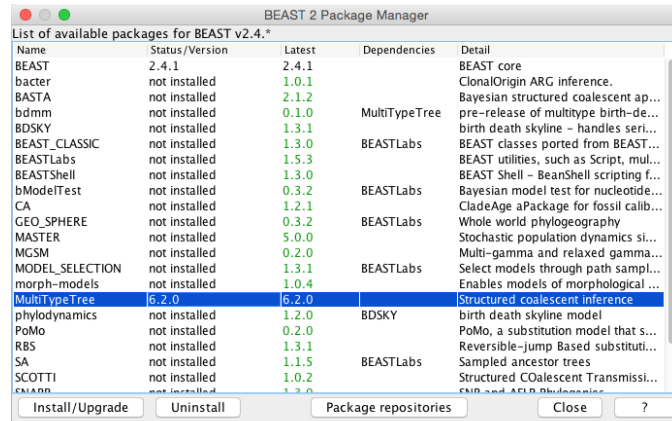 BEAST 2 Package Manager
List of available packages for BEAST v2.4.*
Name Status/Version Latest Dependencies Detail
BEAST 2.4.1 2.4.1 BEAST core
bacter not installed 1.0.1 ClonalOrigin ARG inference.
BASTA not installed 2.1.2 Bayesian structured coalescent ap...
bdmm not installed 0.1.0 MultiTypeTree pre-release of multitype birth-de...
BDSKY not installed 1.3.1 birth death skyline - handles seri...
BEAST_CLASSIC not installed 1.3.0 BEASTLabs BEAST classes ported from BEAST...
BEASTLabs not installed 1.5.3 BEAST utilities, such as Script, mul...
BEASTShell not installed 1.3.0 BEAST Shell - BeanShell scripting f...
bModelTest not installed 0.3.2 BEASTLabs Bayesian model test for nucleotide...
CA not installed 1.2.1 CladeAge aPackage for fossil calib...
GEO_SPHERE not installed 0.3.2 BEASTLabs Whole world phylogeography
MASTER not installed 5.0.0 Stochastic population dynamics si...
MGSM not installed 0.2.0 Multi-gamma and relaxed gamma...
MODEL_SELECTION not installed 1.3.1 BEASTLabs Select models through path sampl...
morph-models not installed 1.0.4 Enables models of morphological ...
MultiTypeTree 6.2.0 6.2.0 Structured coalescent inference
phylodynamics not installed 1.2.0 BDSKY birth death skyline model
PoMo not installed 0.2.0 PoMo, a substitution model that s...
RBS not installed 1.3.1 Reversible-jump Based substituti...
SA not installed 1.1.5 BEASTLabs Sampled ancestor trees
SCOTTI not installed 1.0.2 Structured COalescent Transmissi...
SNAPP not installed 1.3.0 SNP and AFLP Phylogenies
Install/Upgrade Uninstall Package repositories Close ?